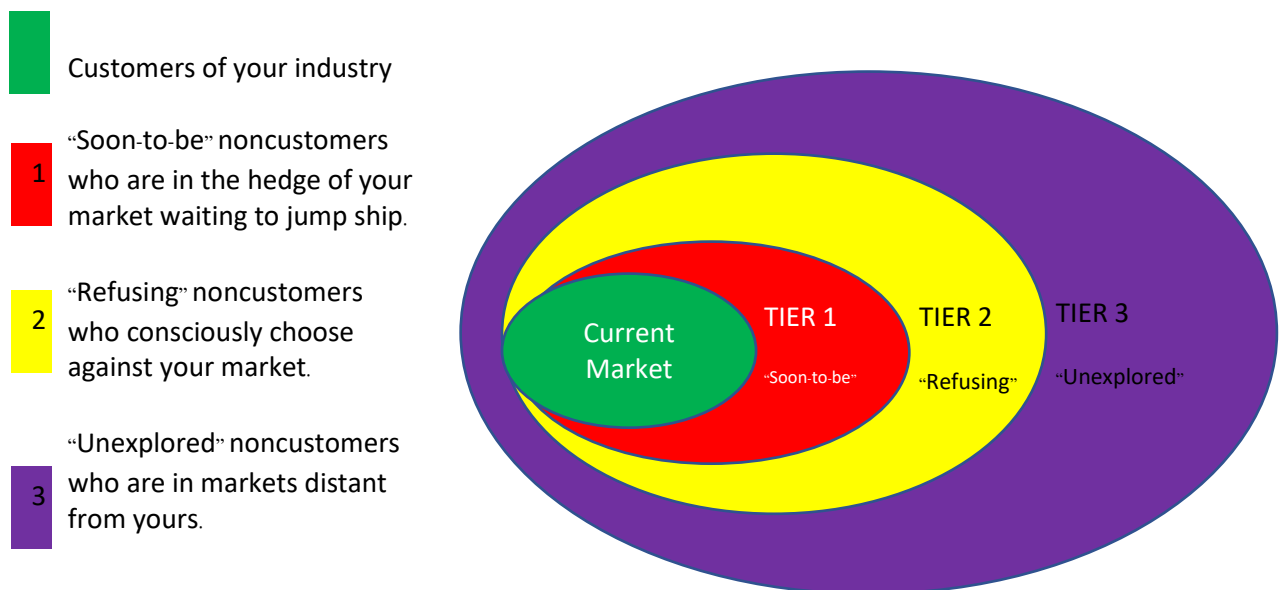 Customers of your industry
1
“Soon-to-be” noncustomers
who are in the hedge of your
market waiting to jump ship.
2
“Refusing” noncustomers
who consciously choose
against your market.
3
“Unexplored” noncustomers
who are in markets distant
from yours.
Current
Market
TIER 1
“Soon-to-be”
TIER 2
“Refusing”
TIER 3
“Unexplored”